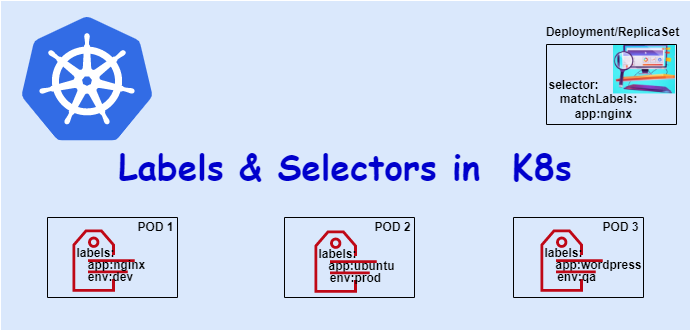 Deployment/ReplicaSet
selector:
matchLabels:
app:nginx
Labels & Selectors in K8s
POD 1
labels:
app:nginx
env:dev
POD 2
labels:
app:ubuntu
env:prod
POD 3
labels:
app:wordpress
env:qa